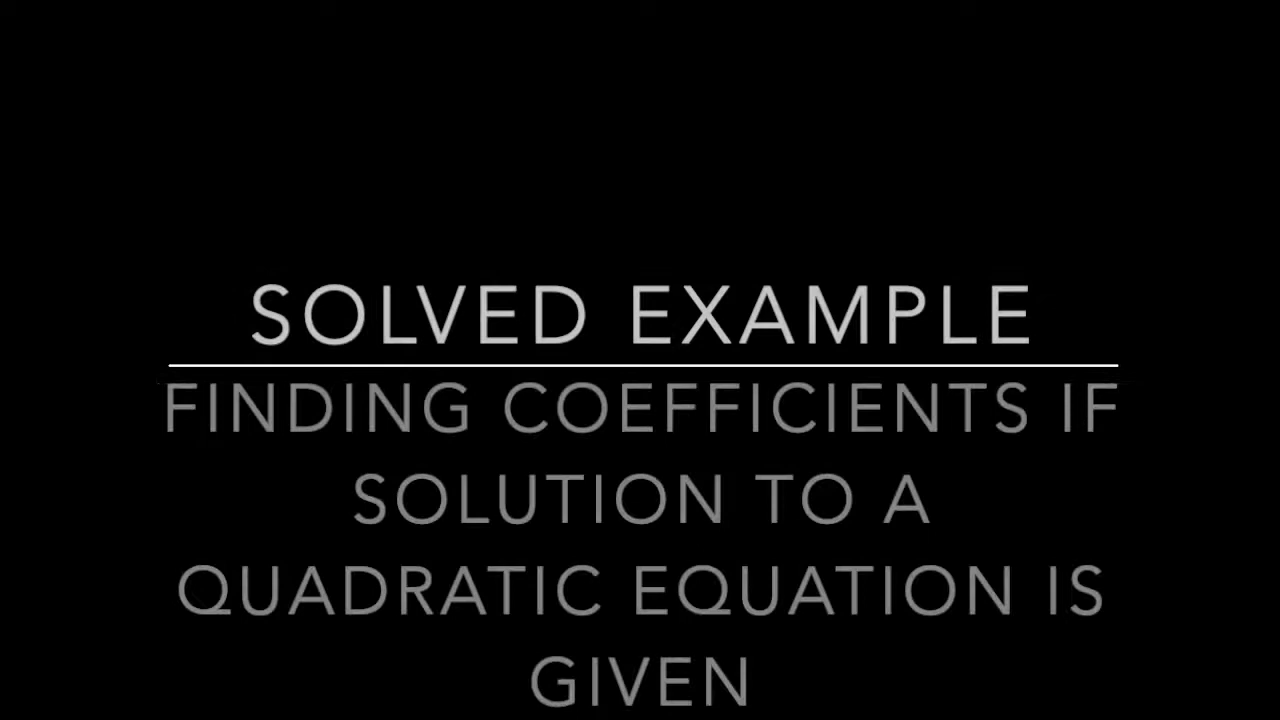 SOLVED EXAMPLE
FINDING COEFFICIENTS IF
SOLUTION TO A
QUADRATIC EQUATION IS
GIVEN